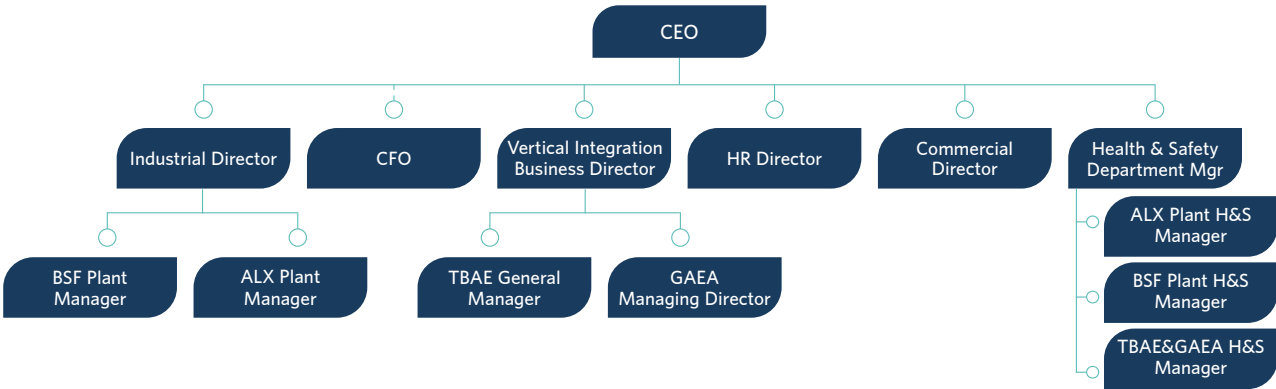 CEO
Industrial Director
CFO
Vertical Integration
Business Director
HR Director
Commercial
Director
Health & Safety
Department Mgr
BSF Plant
Manager
ALX Plant
Manager
TBAE General
Manager
GAEA
Managing Director
ALX Plant H&S
Manager
BSF Plant H&S
Manager
TBAE&GAEA H&S
Manager